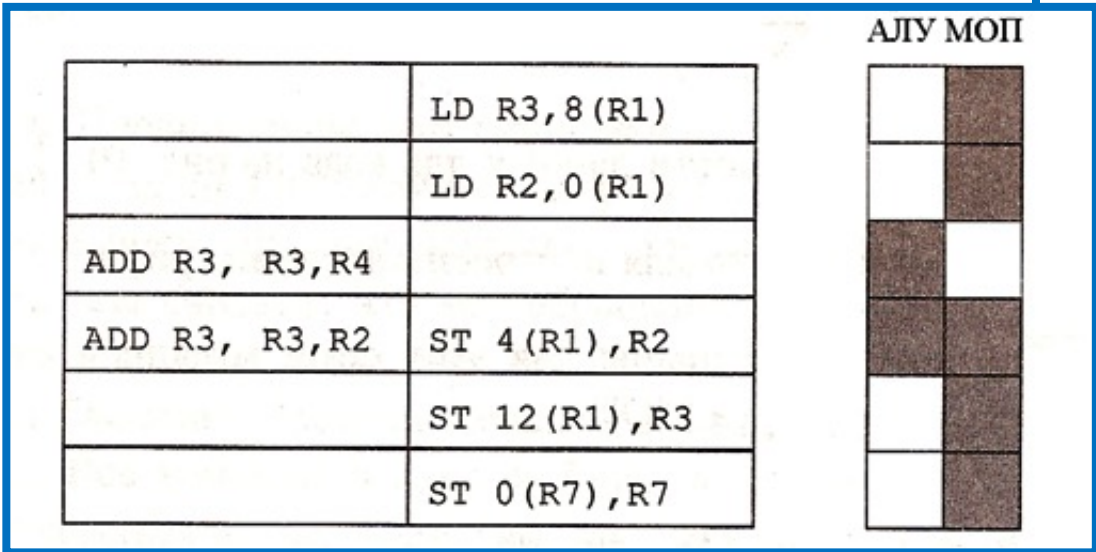 АЛУ МОП
LD R3,8(R1)
LD R2,0(R1)
ADD R3, R3,R4
ADD R3, R3,R2 ST 4(R1),R2
ST 12(R1),R3
ST 0(R7),R7